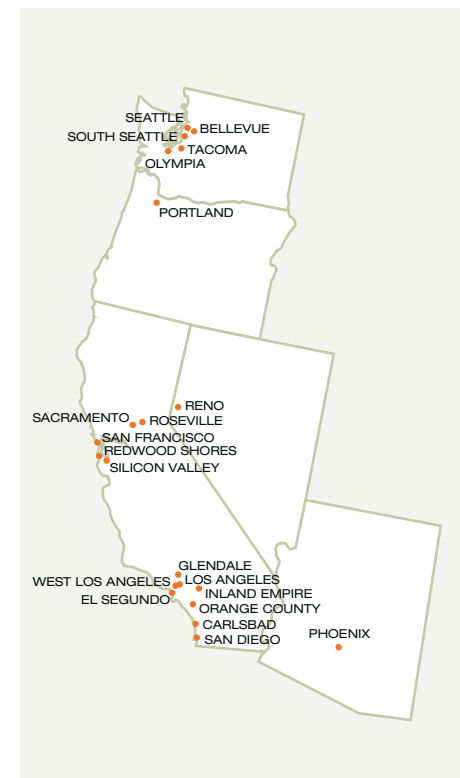 SEATTLE
BELLEVUE
SOUTH SEATTLE
TACOMA
OLYMPIA
PORTLAND
RENO
SACRAMENTO
ROSEVILLE
SAN FRANCISCO
REDWOOD SHORES
SILICON VALLEY
GLENDALE
WEST LOS ANGELES
LOS ANGELES
INLAND EMPIRE
EL SEGUNDO
ORANGE COUNTY
CARLSBAD
SAN DIEGO
PHOENIX